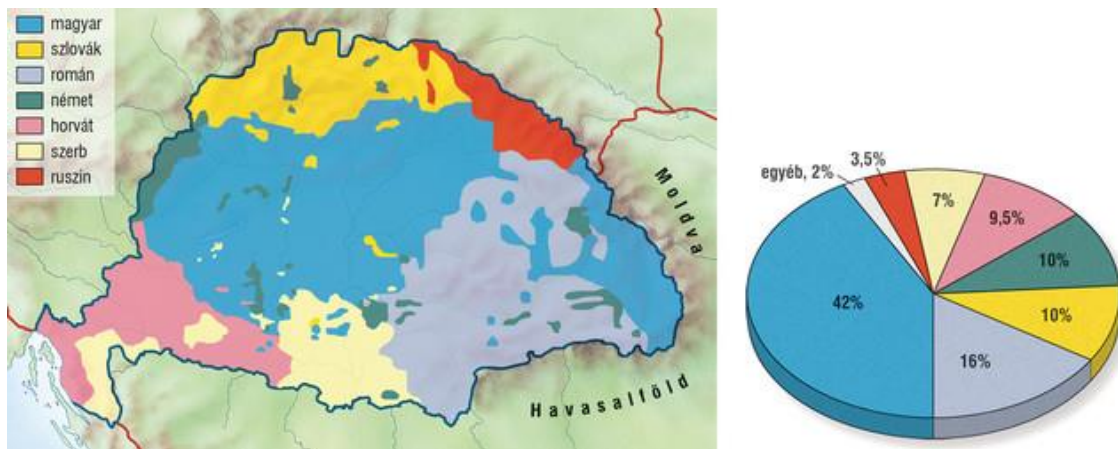 magyar
szlovák
román
német
horvát
szerb
ruszin
Moldva
Havasalföld
egyéb, 2%
3,5%
7%
9,5%
10%
10%
16%
42%